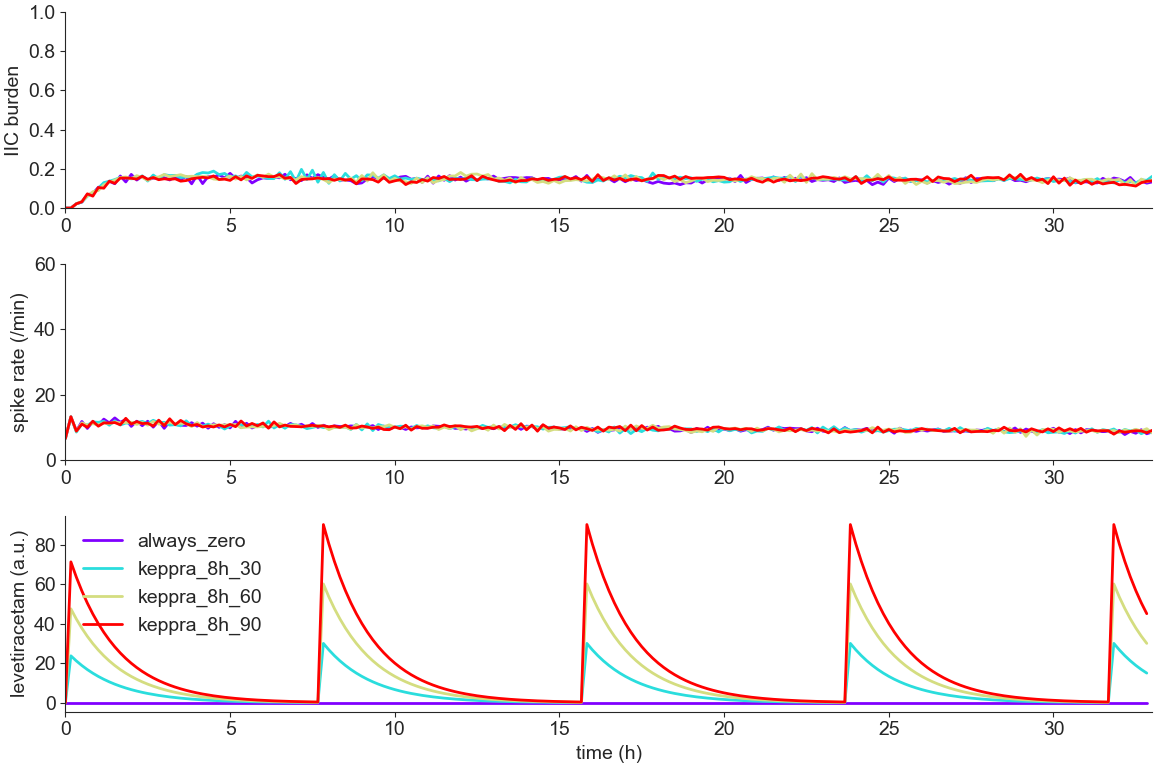 IIC burden
1.0
0.8
0.6
0.4
0.2
0.0
0 5 10 15 20 25 30
spike rate (/min)
60
40
20
0
0 5 10 15 20 25 30
levetiracetam (a.u.)
80
60
40
20
0
always_zero
keppra_8h_30
keppra_8h_60
keppra_8h_90
0 5 10 15 20 25 30
time (h)